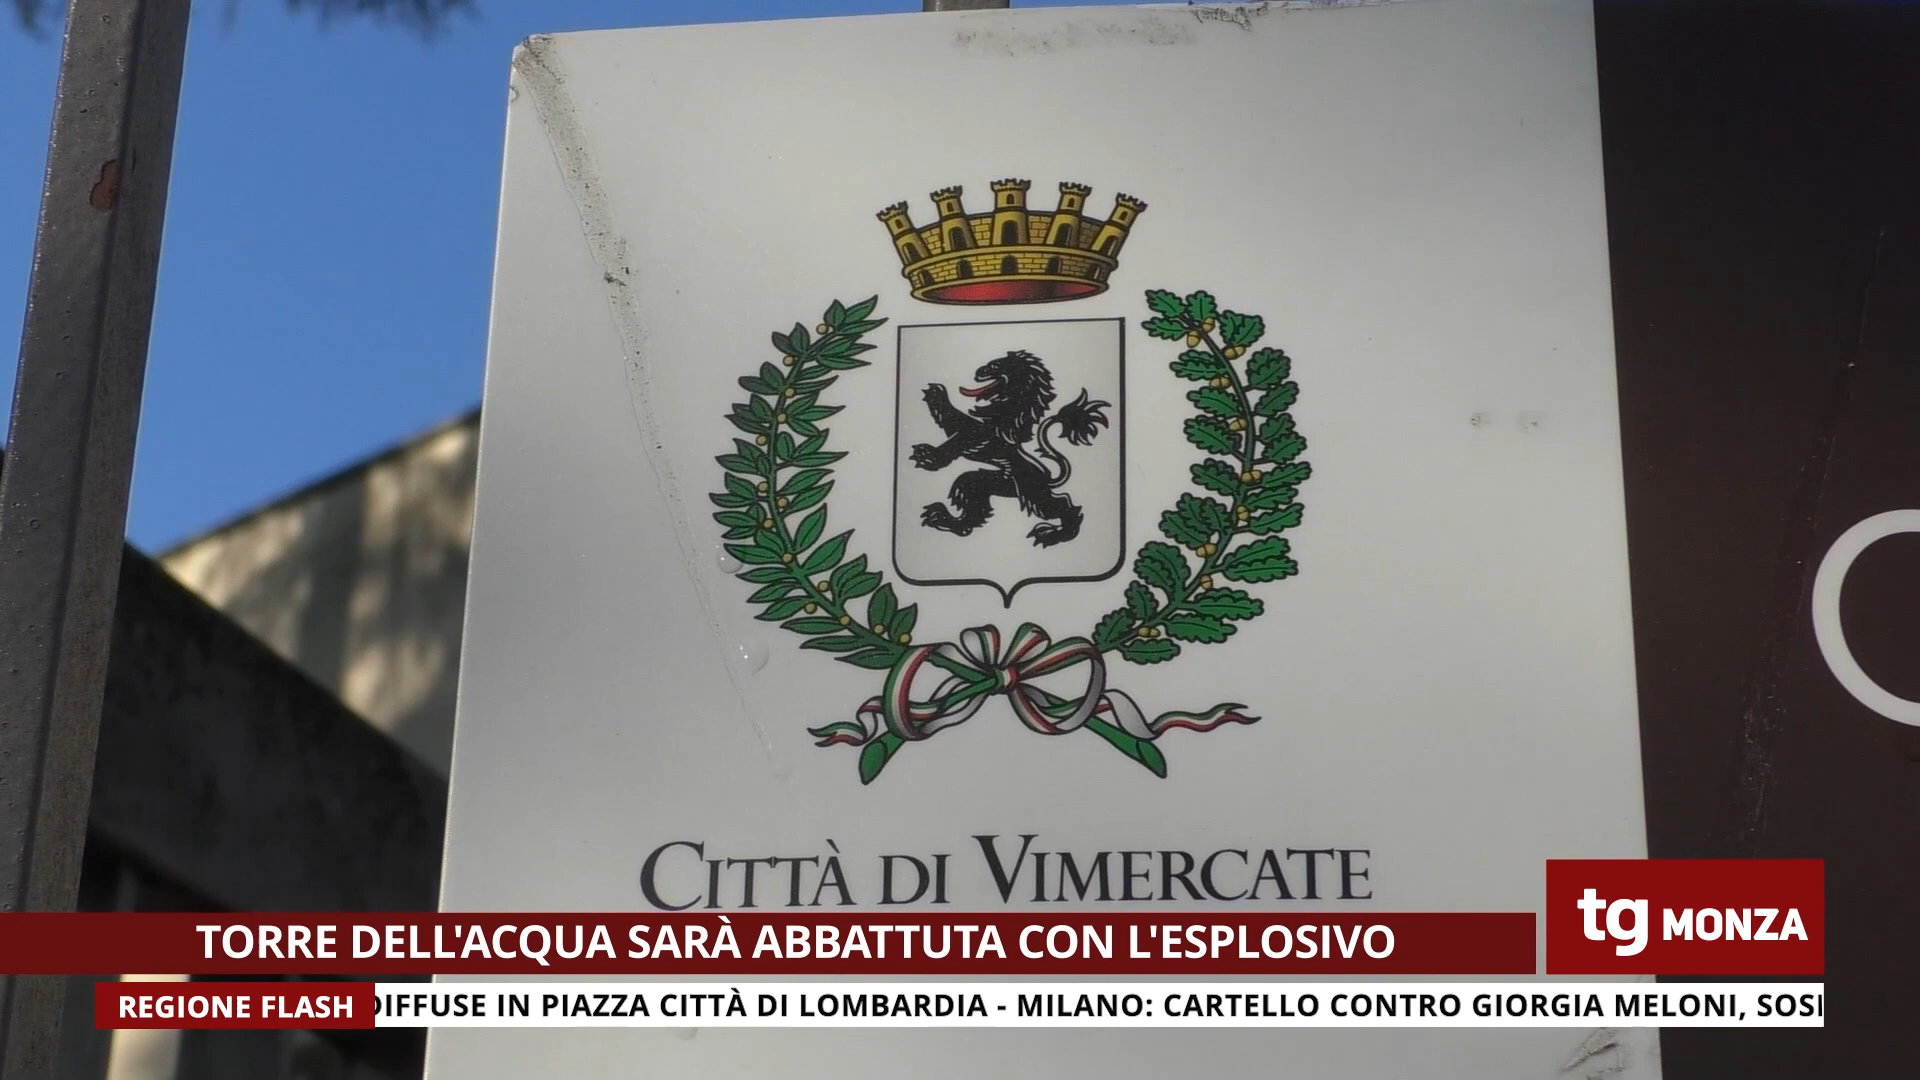 CITTÀ DI VIMERCATE
TORRE DELL'ACQUA SARÀ ABBATTUTA CON L'ESPLOSIVO
tg MONZA
REGIONE FLASH
DIFFUSE IN PIAZZA CITTÀ DI LOMBARDIA - MILANO: CARTELLO CONTRO GIORGIA MELONI,